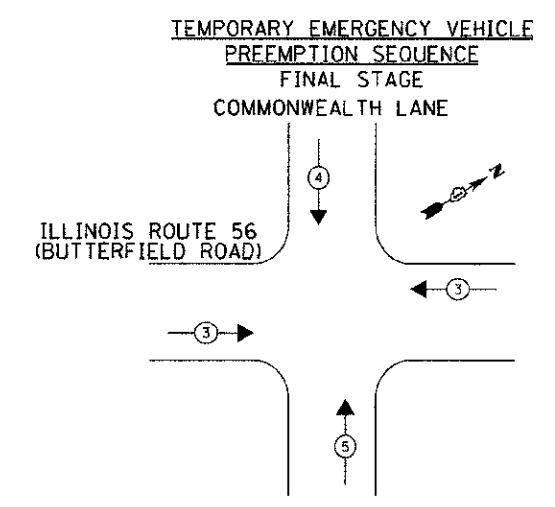 TEMPORARY EMERGENCY VEHICLE
PREEMPTION SEQUENCE
FINAL STAGE
COMMONWEALTH LANE
4
N
ILLINOIS ROUTE 56
(BUTTERFIELD ROAD)
3
3
5